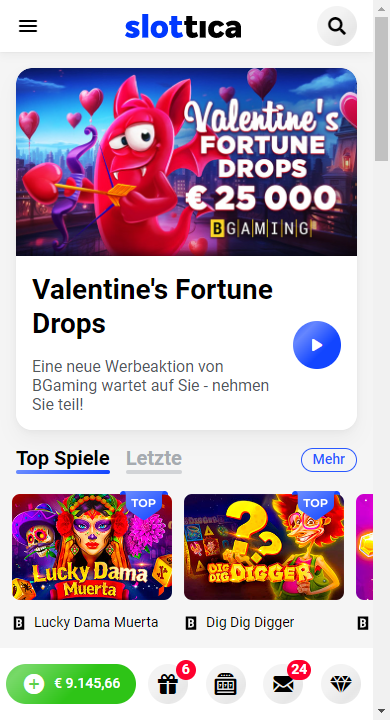 slottica
Valentine's
FORTUNE
DROPS
€ 25 000
BGAMING
Valentine's Fortune
Drops
Eine neue Werbeaktion von
BGaming wartet auf Sie - nehmen
Sie teil!
Top Spiele Letzte Mehr
TOP TOP
Lucky Dama
Muerta
DIG DIG
DIGGER
B Lucky Dama Muerta B Dig Dig Digger B
€ 9.145,66 6 24